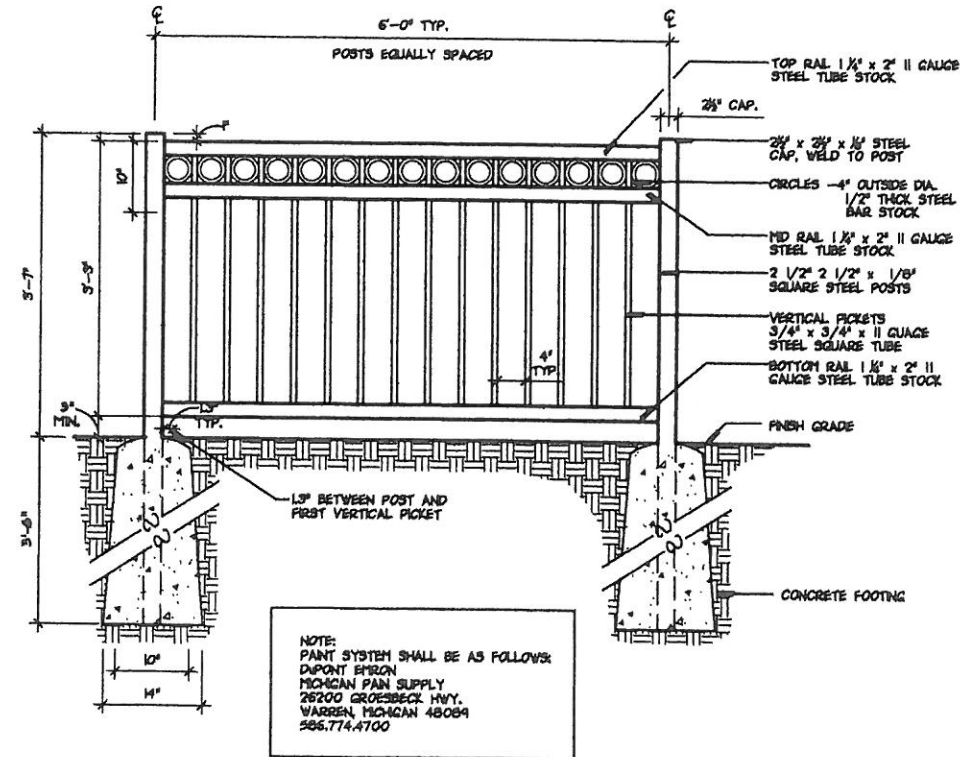 ℄
℄
6'-0" TYP.
POSTS EQUALLY SPACED
TOP RAIL 1 ¼" x 2" 11 GAUGE
STEEL TUBE STOCK
2½" CAP.
1"
2½" x 2½" x ⅛" STEEL
CAP, WELD TO POST
10"
CIRCLES -4" OUTSIDE DIA.
1/2" THICK STEEL
BAR STOCK
MID RAIL 1 ¼" x 2" 11 GAUGE
STEEL TUBE STOCK
3'-7"
3'-3"
2 1/2" 2 1/2" x 1/8"
SQUARE STEEL POSTS
VERTICAL PICKETS
3/4" x 3/4" x 11 GUAGE
STEEL SQUARE TUBE
4"
TYP.
BOTTOM RAIL 1 ¼" x 2" 11
GAUGE STEEL TUBE STOCK
3"
MIN.
1.3"
TYP.
FINISH GRADE
1.3" BETWEEN POST AND
FIRST VERTICAL PICKET
3'-6"
CONCRETE FOOTING
10"
14"
NOTE:
PAINT SYSTEM SHALL BE AS FOLLOWS:
DUPONT EMRON
MICHIGAN PAN SUPPLY
26200 GROESBECK HWY.
WARREN, MICHIGAN 48089
586.774.4700